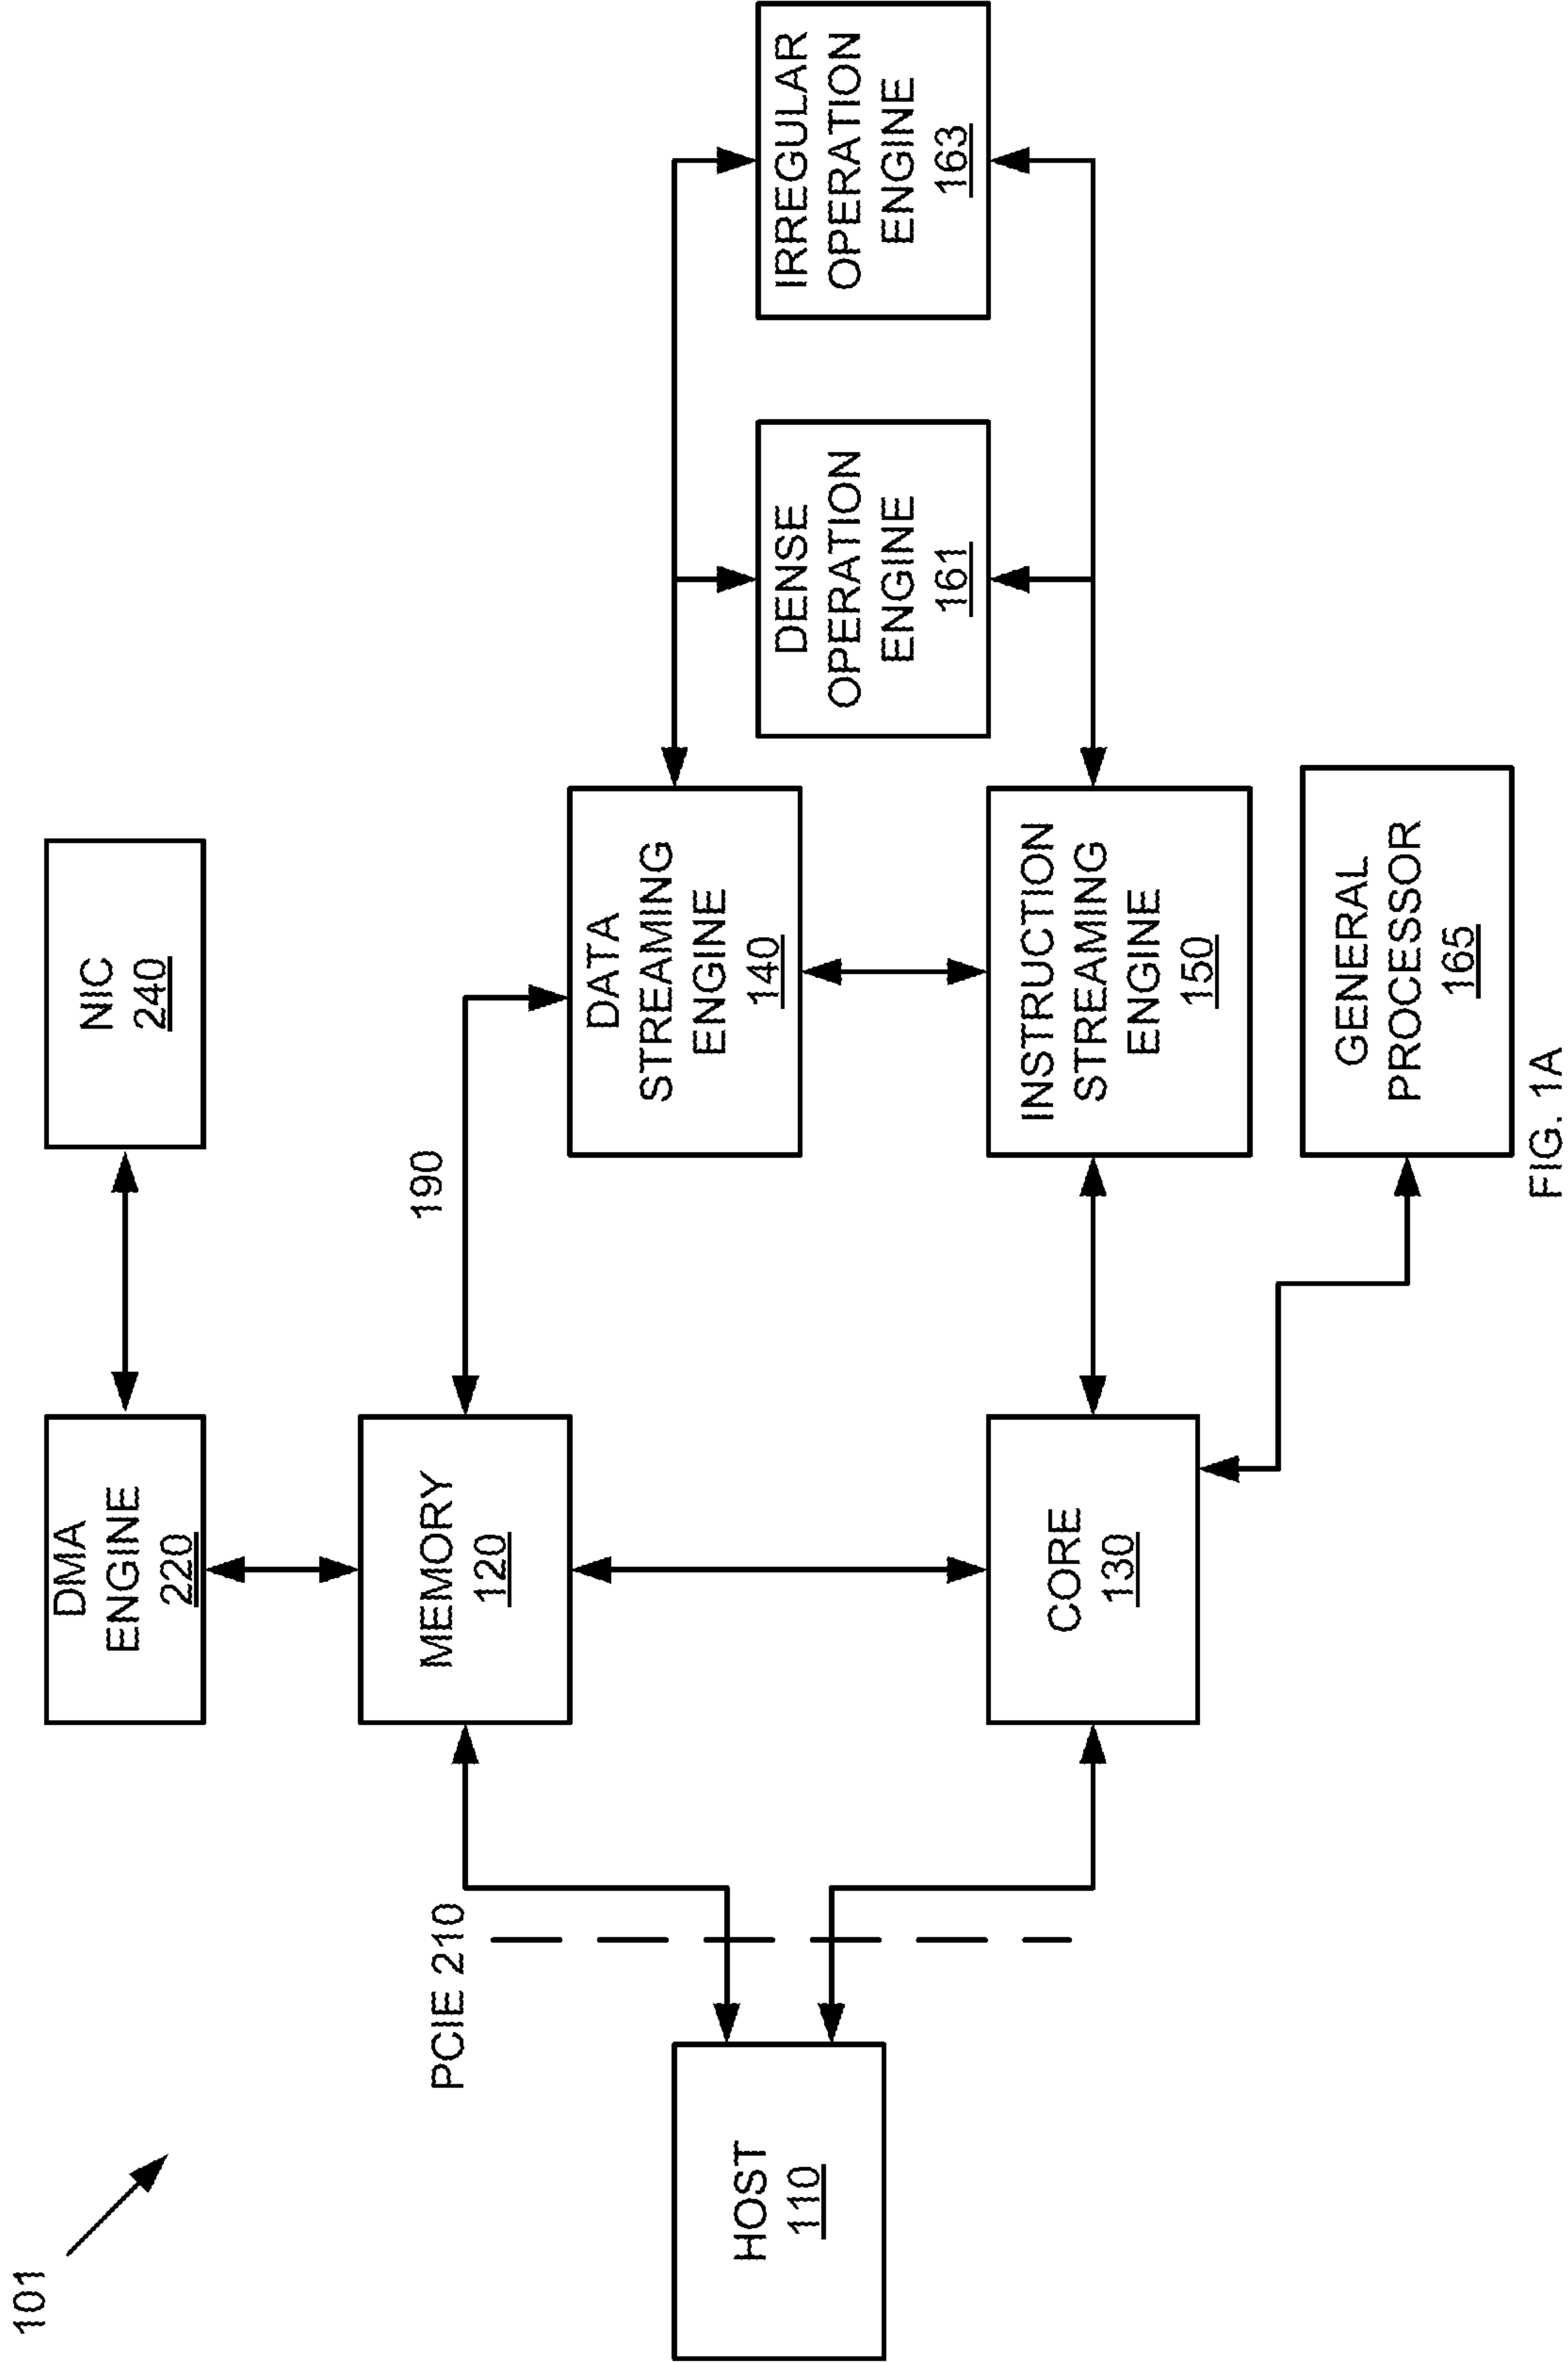 101
NIC
240
DMA
ENGINE
220
190
PCIE 210
MEMORY
120
DATA
STREAMING
ENGINE
140
HOST
110
DENSE
OPERATION
ENGINE
161
IRREGULAR
OPERATION
ENGINE
163
CORE
130
INSTRUCTION
STREAMING
ENGINE
150
GENERAL
PROCESSOR
165
FIG. 1A